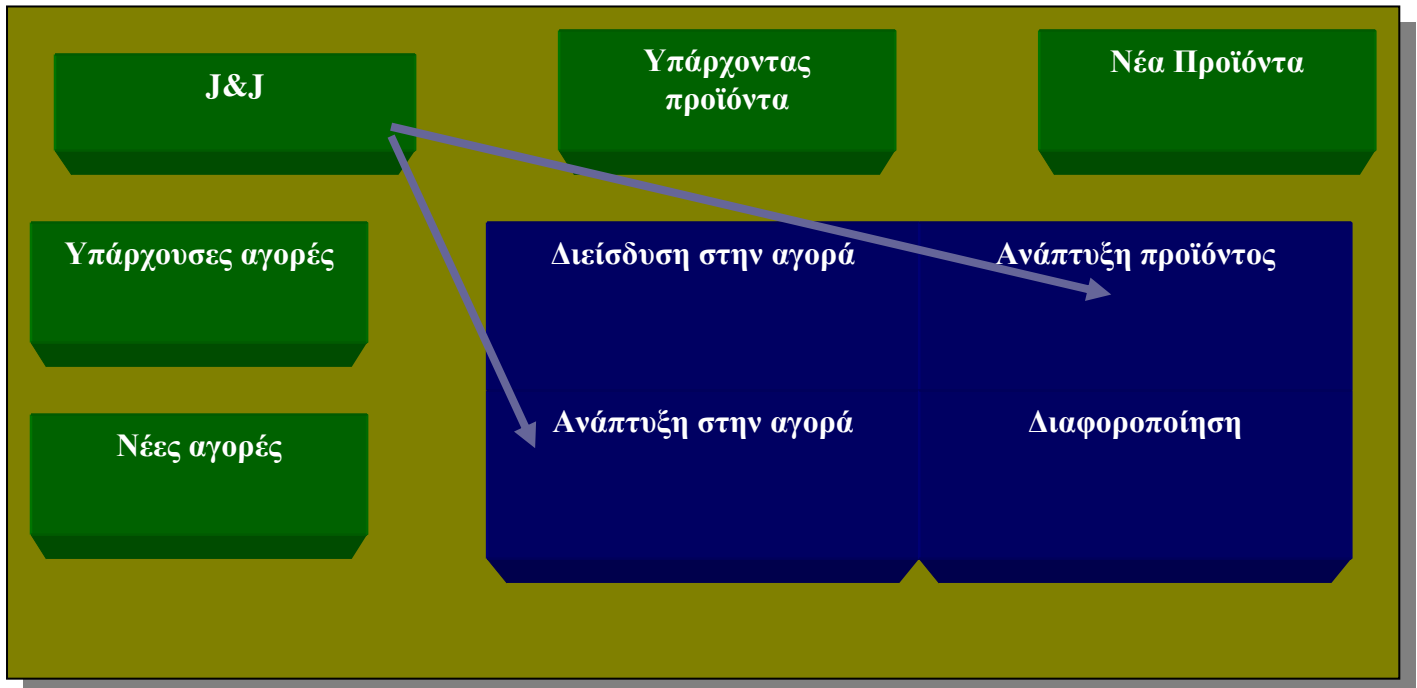 J&J
Υπάρχοντας
προϊόντα
Νέα Προϊόντα
Υπάρχουσες αγορές
Διείσδυση στην αγορά
Ανάπτυξη προϊόντος
Νέες αγορές
Ανάπτυξη στην αγορά
Διαφοροποίηση